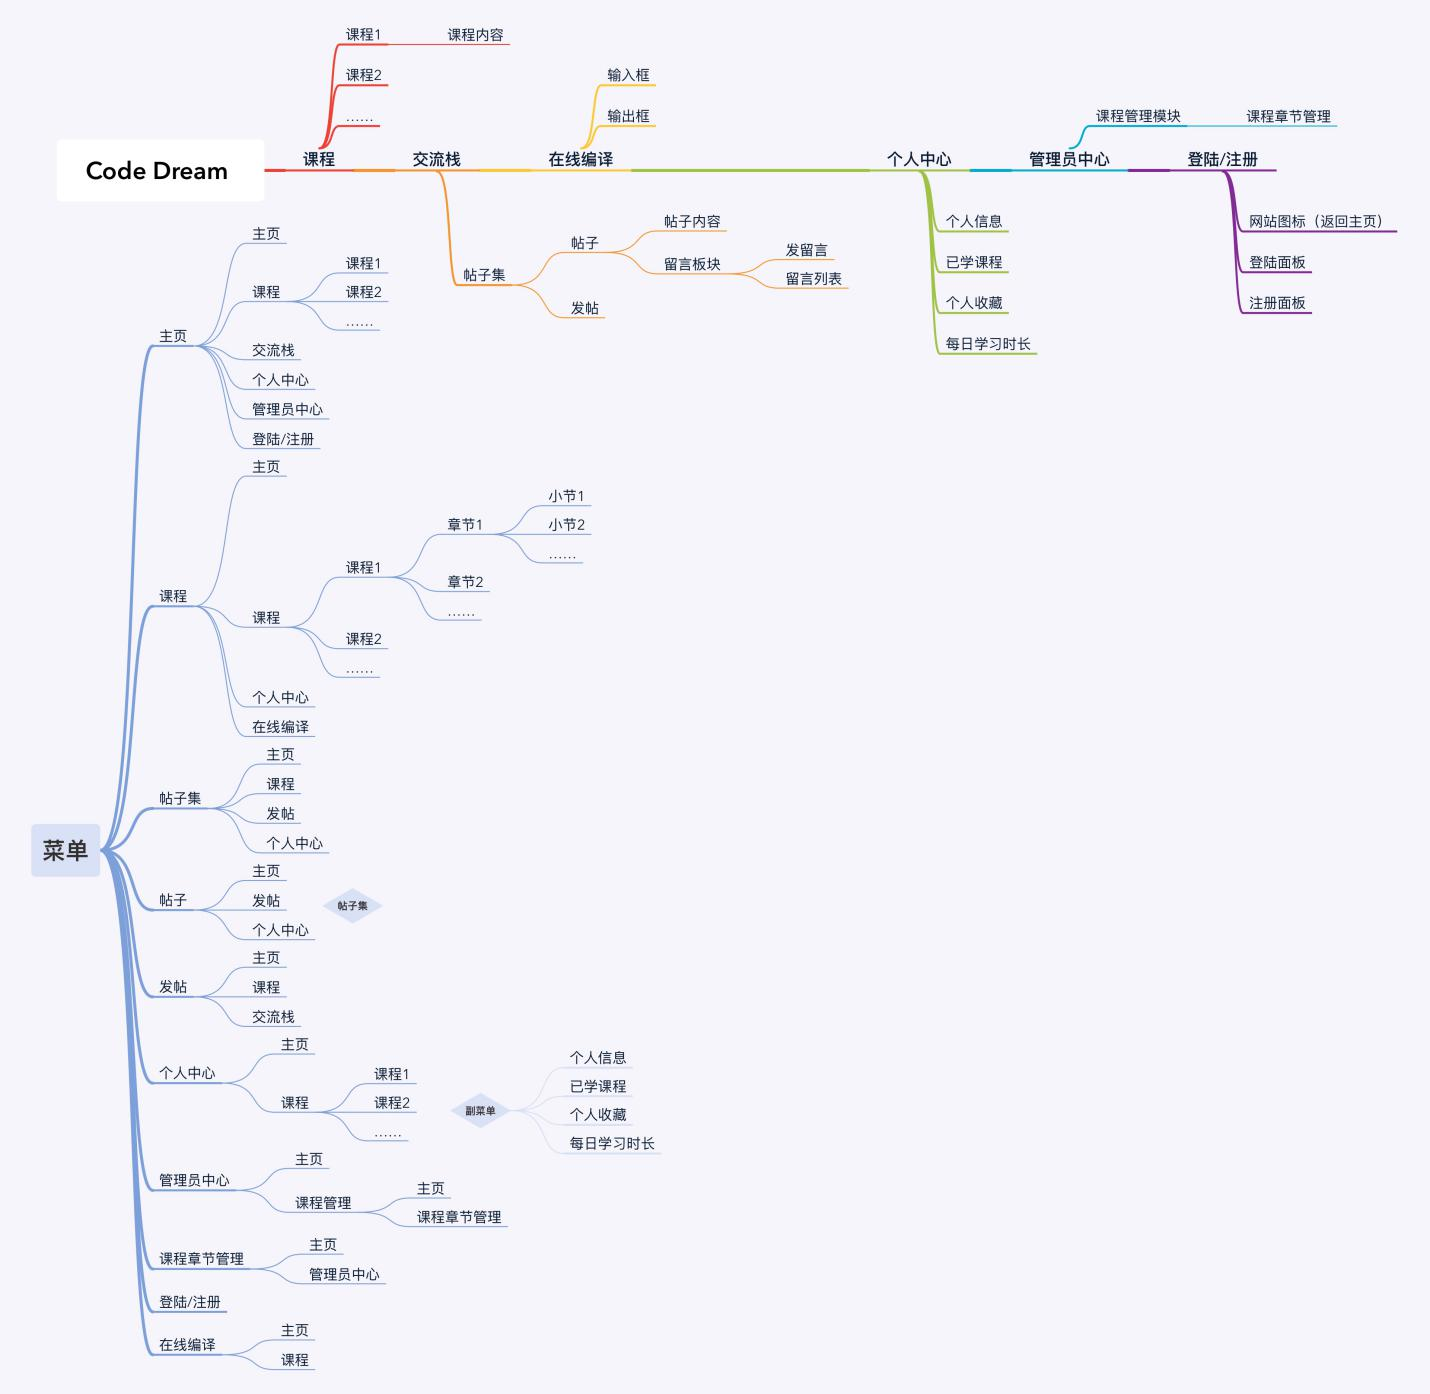 Code Dream
课程
课程1
课程内容
课程2
……
交流栈
帖子集
帖子
帖子内容
留言板块
发留言
留言列表
发帖
在线编译
输入框
输出框
个人中心
个人信息
已学课程
个人收藏
每日学习时长
管理员中心
课程管理模块
课程章节管理
登陆/注册
网站图标（返回主页）
登陆面板
注册面板
菜单
主页
主页
课程
课程1
课程2
……
交流栈
个人中心
管理员中心
登陆/注册
课程
主页
课程
课程1
章节1
小节1
小节2
……
章节2
……
课程2
……
个人中心
在线编译
帖子集
主页
课程
发帖
个人中心
帖子
主页
发帖
个人中心
帖子集
发帖
主页
课程
交流栈
个人中心
主页
课程
课程1
课程2
……
副菜单
个人信息
已学课程
个人收藏
每日学习时长
管理员中心
主页
课程管理
主页
课程章节管理
课程章节管理
主页
管理员中心
登陆/注册
在线编译
主页
课程